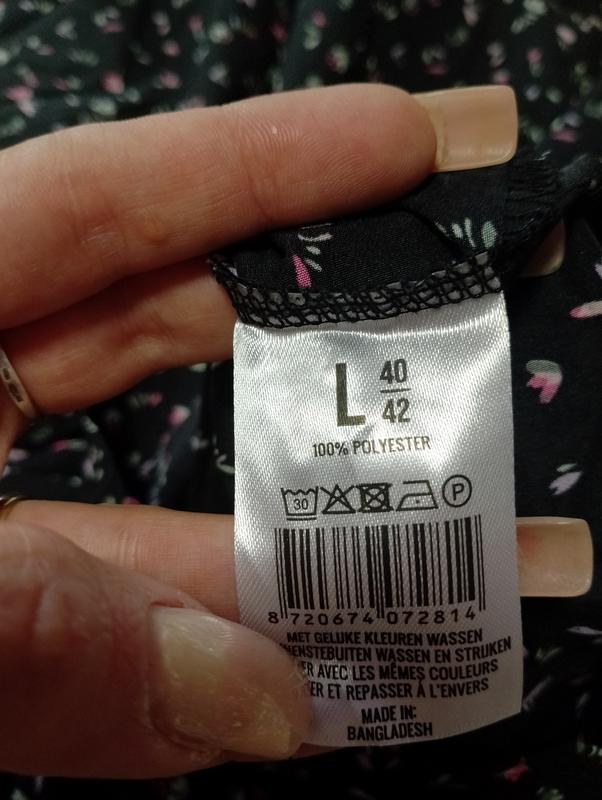 L 40
42
100% POLYESTER
30 P
8 720674 072814
MET GELIJKE KLEUREN WASSEN
WASSEN EN STRIJKEN
AVEC LES MÊMES COULEURS
ET REPASSER À L'ENVERS
MADE IN:
BANGLADESH